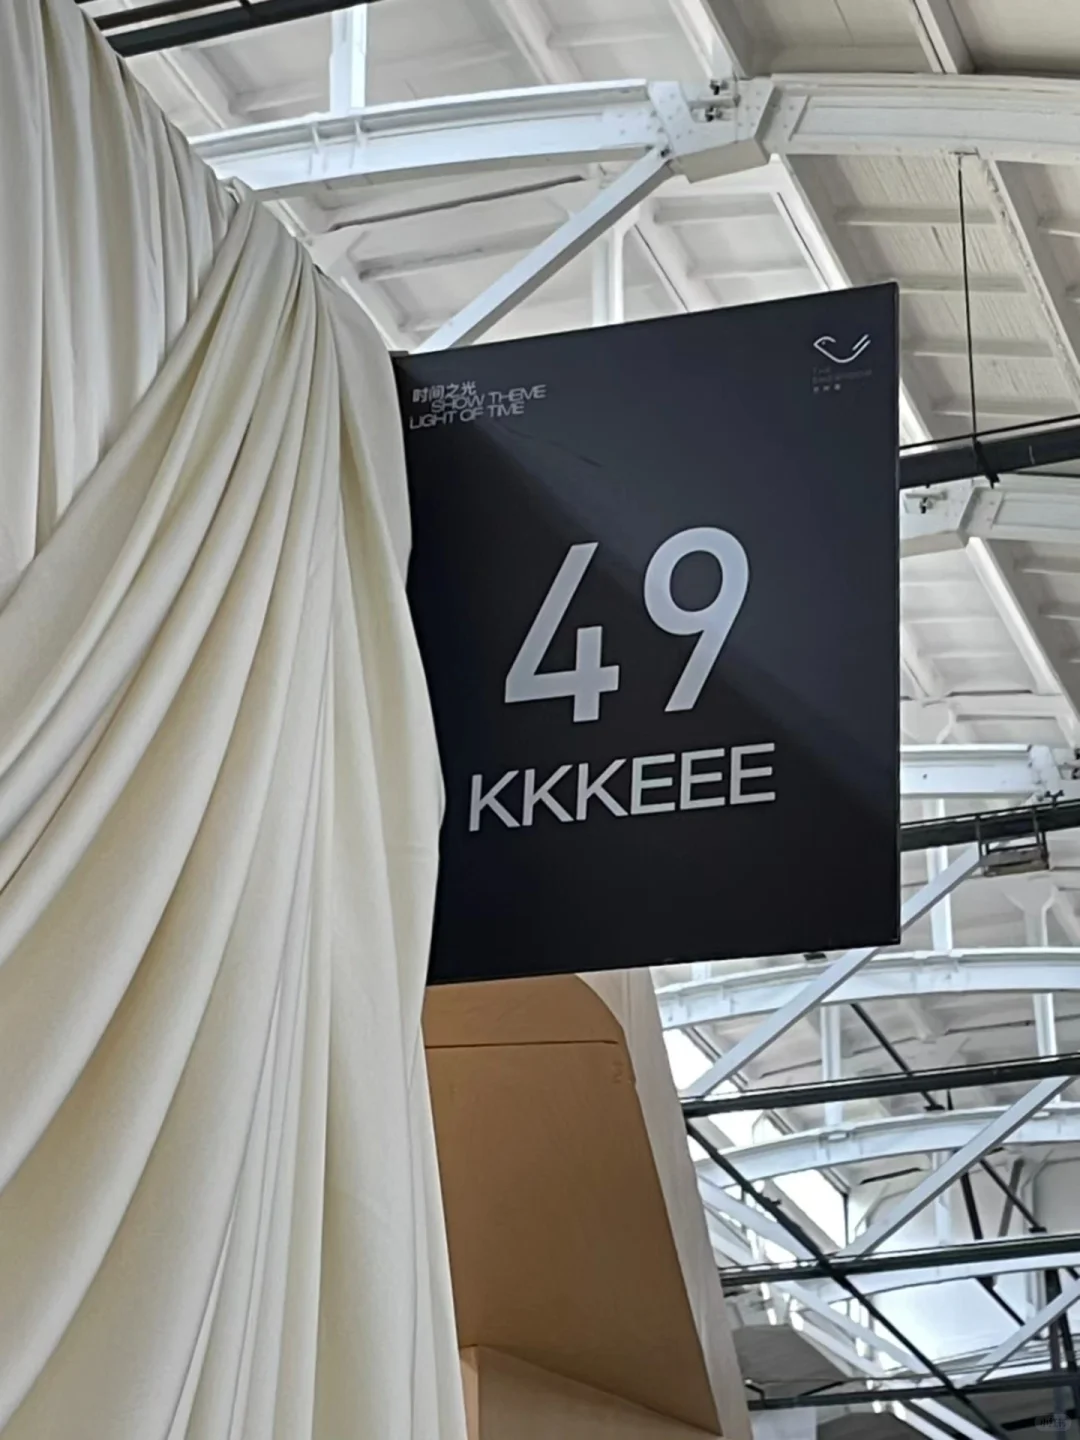 时间之光
SHOW THEME
LIGHT OF TIME
49
KKKEEE